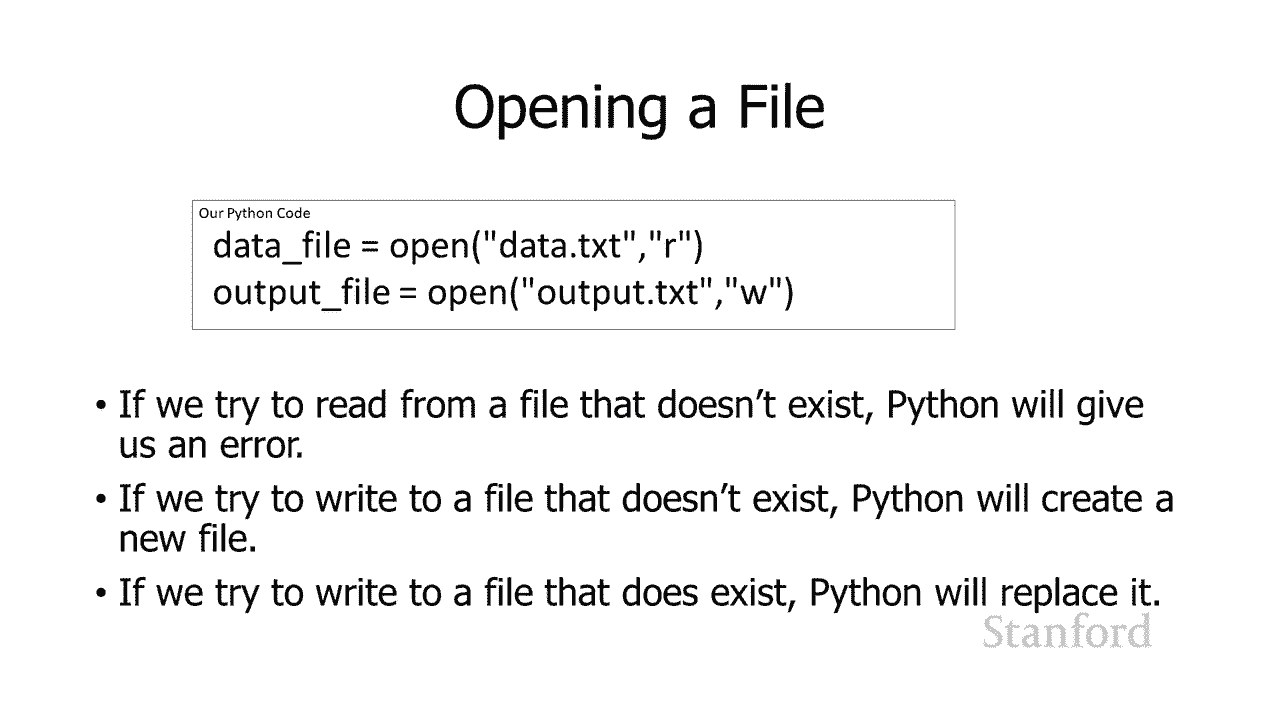 Opening a File
Our Python Code
data_file = open("data.txt","r")
output_file = open("output.txt","w")
• If we try to read from a file that doesn’t exist, Python will give
us an error.
• If we try to write to a file that doesn’t exist, Python will create a
new file.
• If we try to write to a file that does exist, Python will replace it.
Stanford